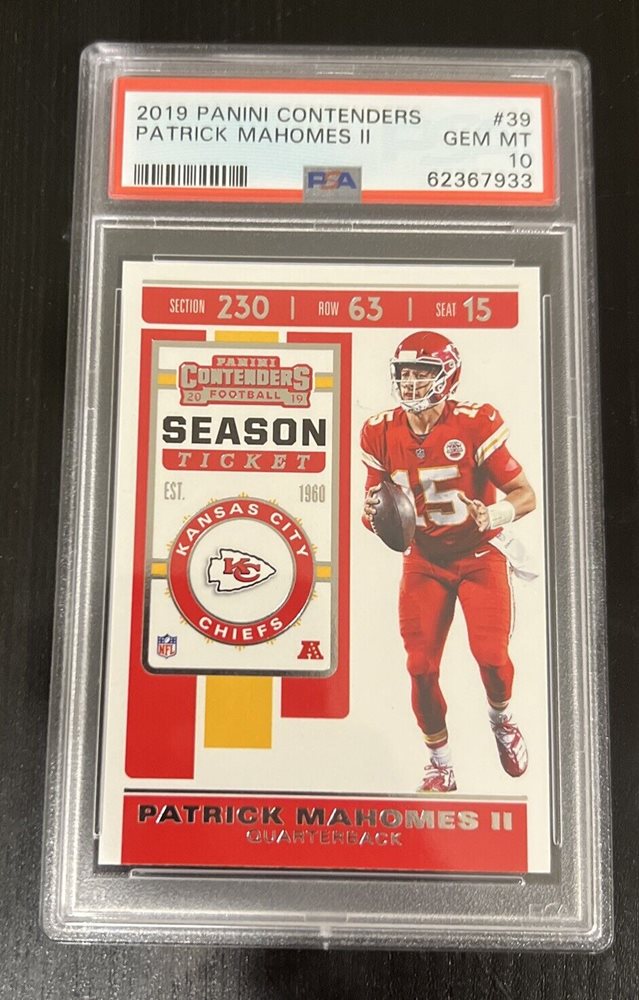 2019 PANINI CONTENDERS #39
PATRICK MAHOMES II GEM MT
10
PSA 62367933
SECTION 230 | ROW 63 | SEAT 15
PANINI
CONTENDERS
20 FOOTBALL 19
SEASON
TICKET
EST. 1960
KANSAS CITY
KC
CHIEFS
NFL
A
15
PATRICK MAHOMES II
QUARTERBACK